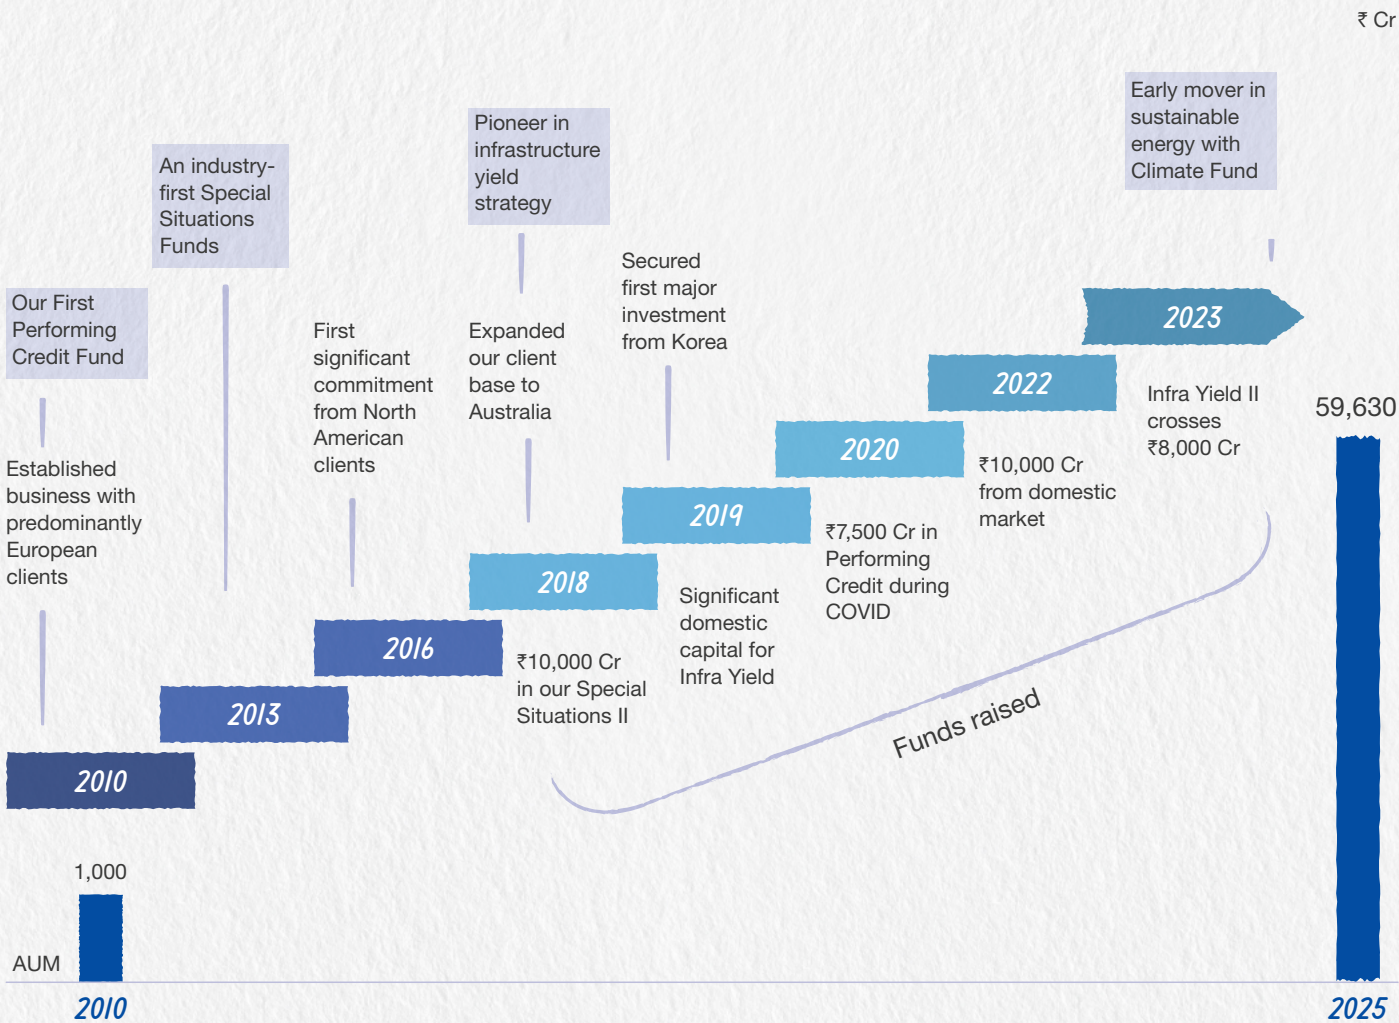 ₹ Cr
Early mover in
sustainable
energy with
Climate Fund
Pioneer in
infrastructure
yield
strategy
An industry-
first Special
Situations
Funds
Our First
Performing
Credit Fund
Established
business with
predominantly
European
clients
First
significant
commitment
from North
American
clients
Expanded
our client
base to
Australia
Secured
first major
investment
from Korea
2010
2013
2016
2018
2019
2020
2022
2023
₹10,000 Cr
in our Special
Situations II
Significant
domestic
capital for
Infra Yield
₹7,500 Cr in
Performing
Credit during
COVID
₹10,000 Cr
from domestic
market
Infra Yield II
crosses
₹8,000 Cr
Funds raised
1,000
59,630
AUM
2010
2025